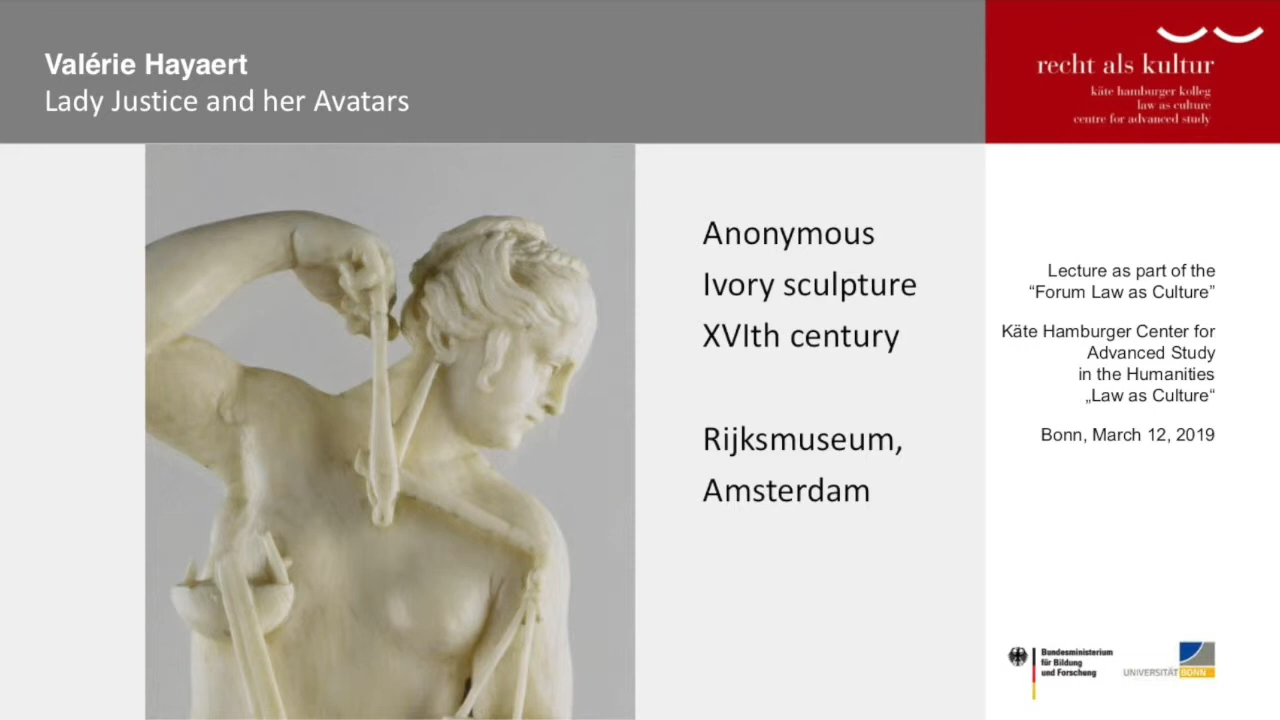 Valérie Hayaert
Lady Justice and her Avatars
recht als kultur
käte hamburger kolleg
law as culture
centre for advanced study
Anonymous
Ivory sculpture
XVIth century
Rijksmuseum,
Amsterdam
Lecture as part of the
“Forum Law as Culture”
Käte Hamburger Center for
Advanced Study
in the Humanities
„Law as Culture“
Bonn, March 12, 2019
Bundesministerium
für Bildung
und Forschung
UNIVERSITÄT BONN